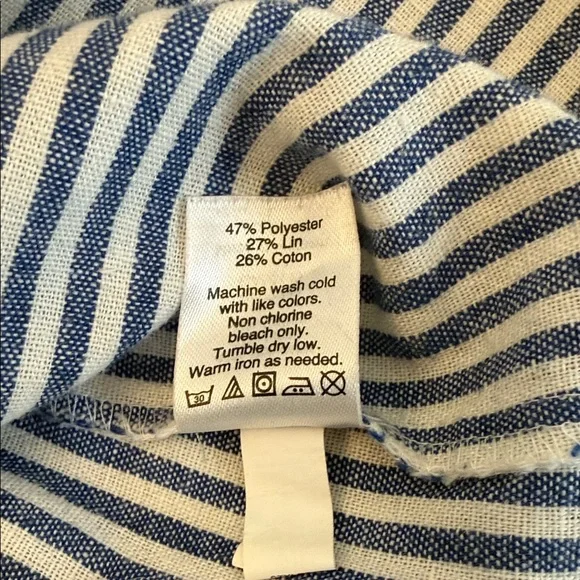 47% Polyester
27% Lin
26% Coton
Machine wash cold
with like colors.
Non chlorine
bleach only.
Tumble dry low.
Warm iron as needed.
30